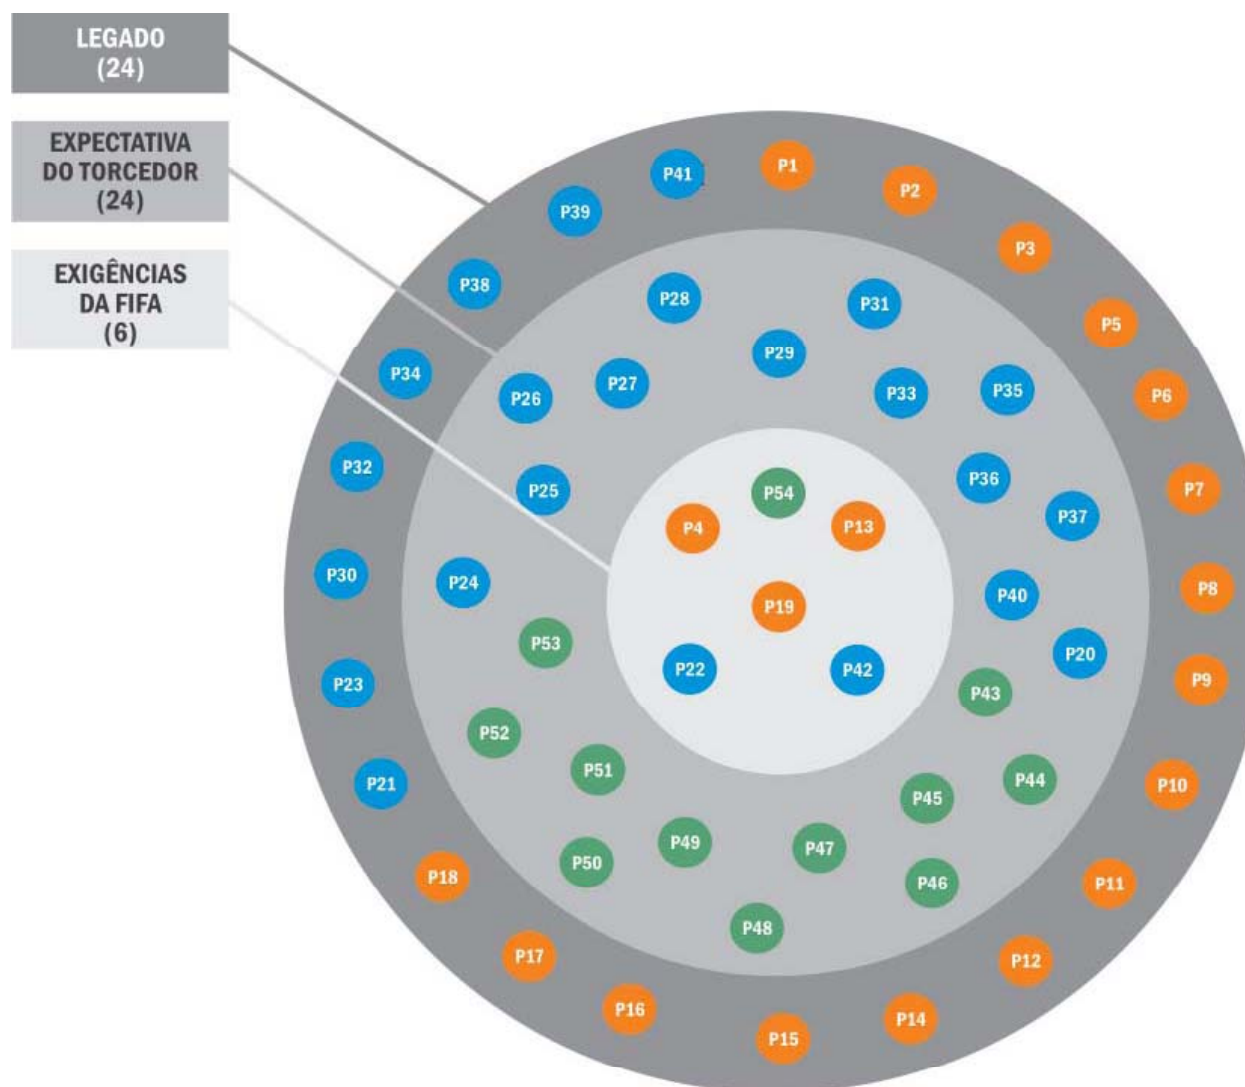 LEGADO
(24)
EXPECTATIVA
DO TORCEDOR
(24)
EXIGÊNCIAS
DA FIFA
(6)
P41
P1
P2
P39
P3
P38
P28
P31
P5
P29
P34
P27
P26
P33
P35
P6
P32
P25
P54
P36
P7
P4
P13
P37
P30
P24
P19
P40
P8
P53
P20
P23
P22
P42
P43
P9
P52
P51
P21
P45
P44
P10
P49
P47
P50
P46
P18
P11
P48
P17
P12
P16
P14
P15